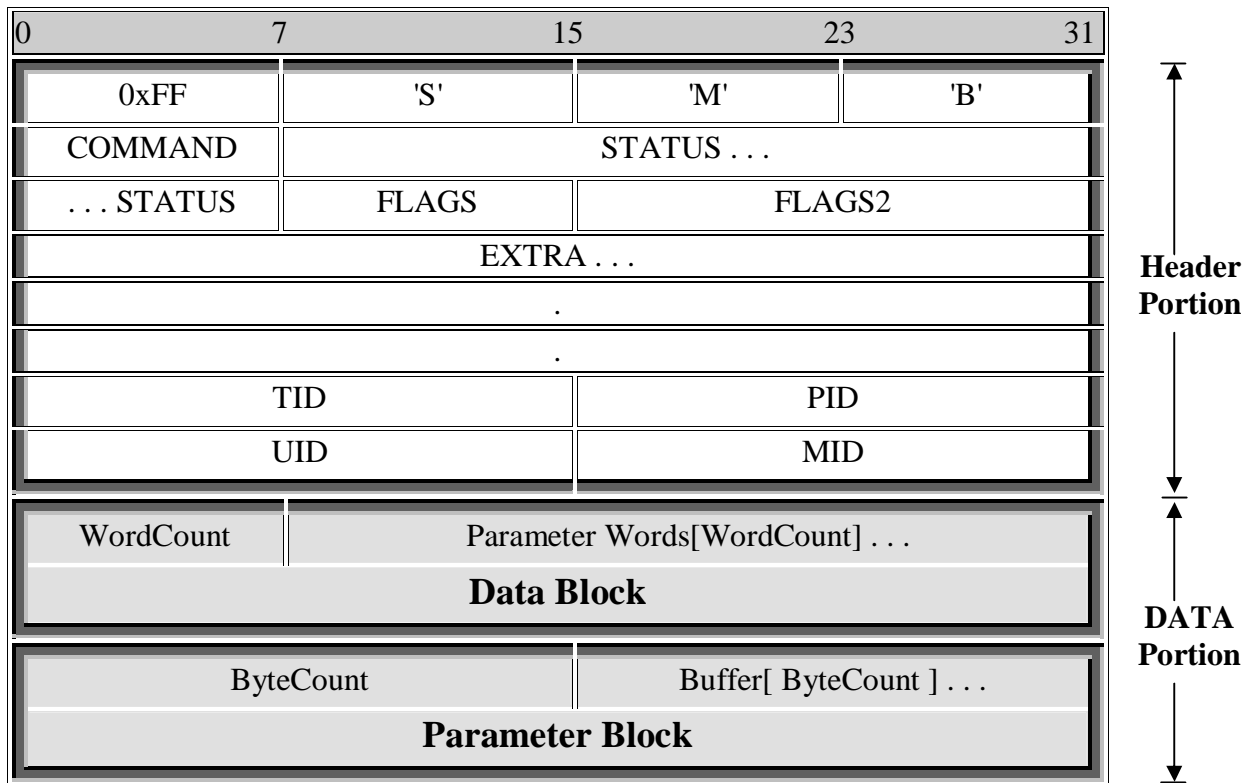 0 7 15 23 31
0xFF 'S' 'M' 'B'
COMMAND STATUS . . .
. . . STATUS FLAGS FLAGS2
EXTRA . . .
.
.
TID PID
UID MID
Header
Portion
WordCount Parameter Words[WordCount] . . .
Data Block
ByteCount Buffer[ ByteCount ] . . .
Parameter Block
DATA
Portion